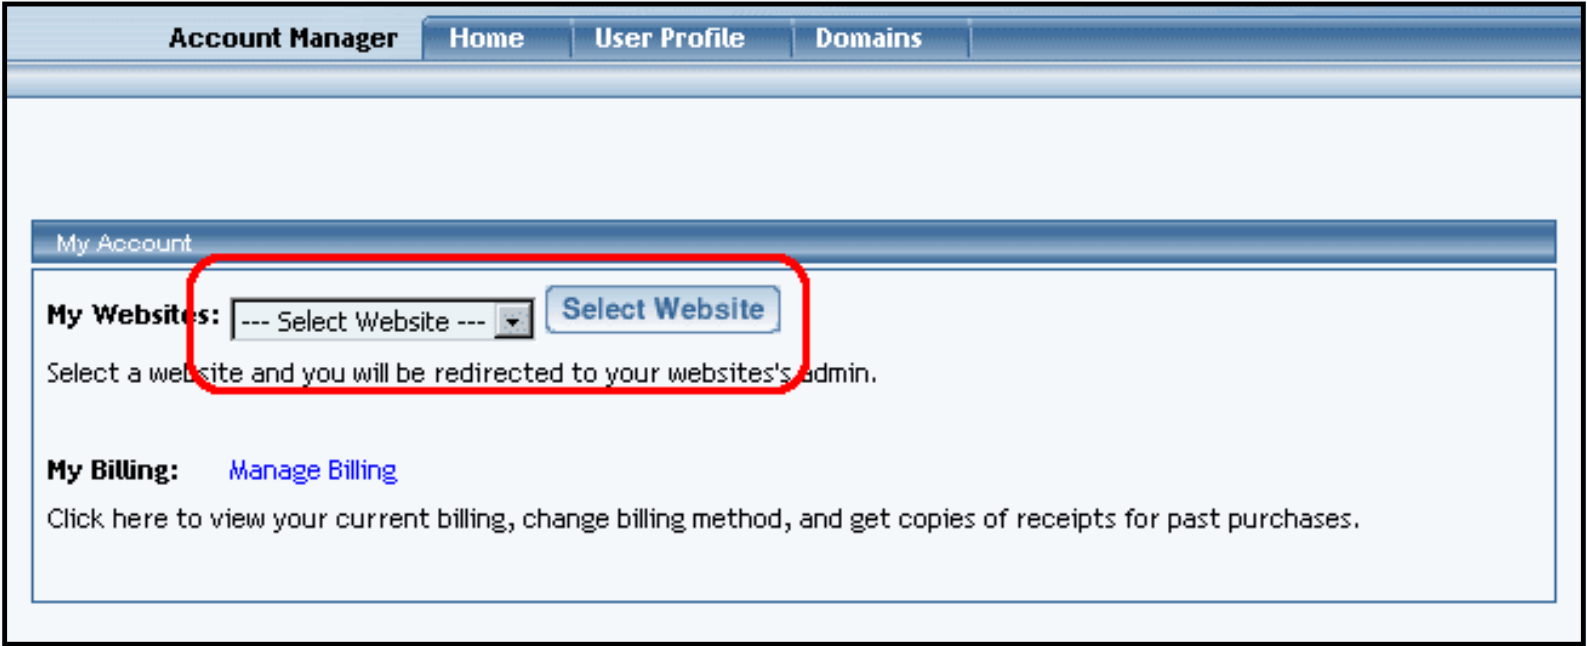 Account Manager Home User Profile Domains
My Account
My Websites: --- Select Website --- Select Website
Select a website and you will be redirected to your websites's admin.
My Billing: Manage Billing
Click here to view your current billing, change billing method, and get copies of receipts for past purchases.